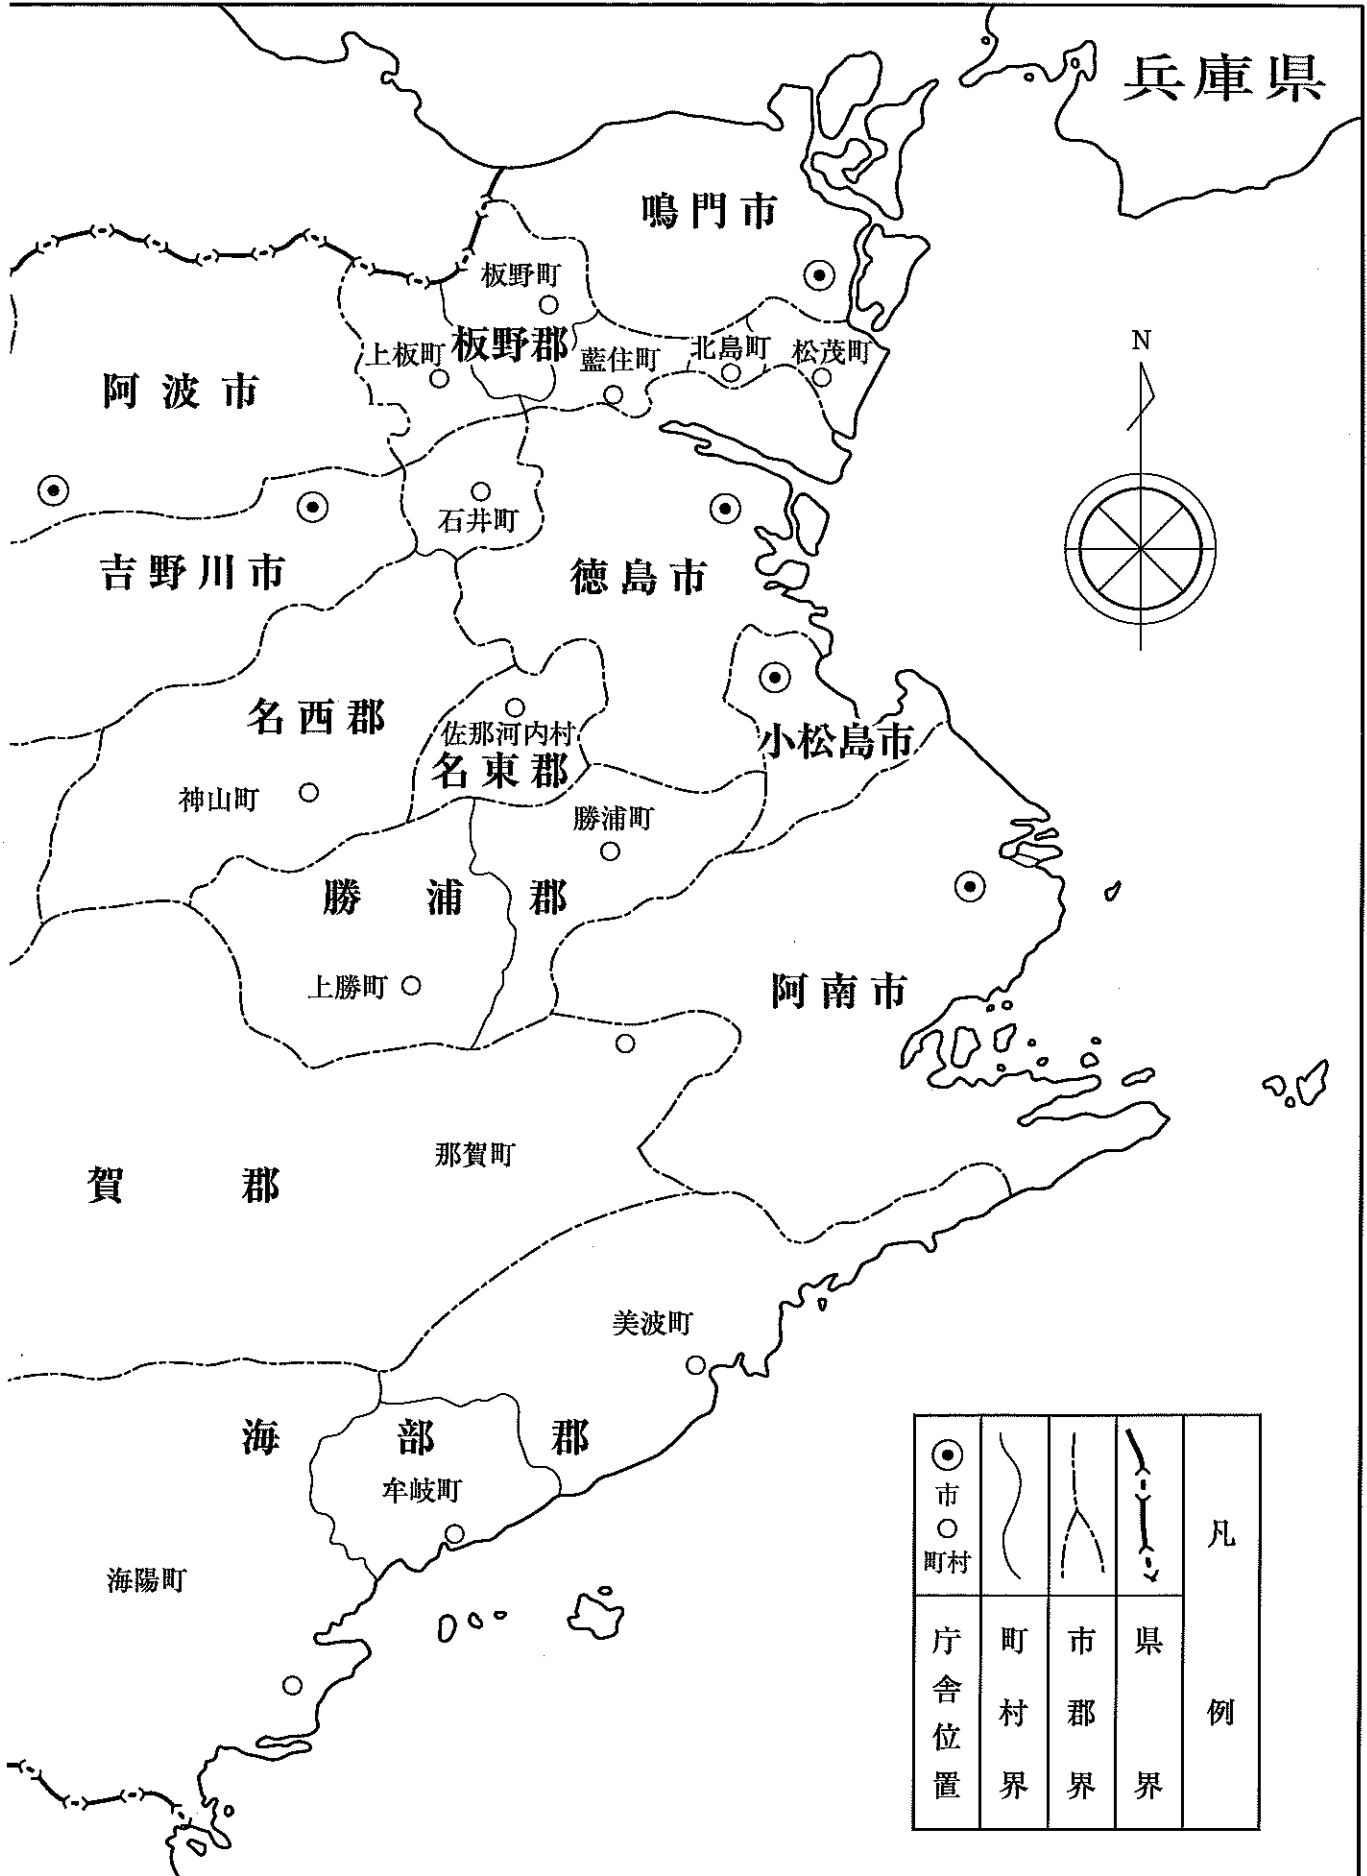 兵庫県
鳴門市
板野町
板野郡
上板町
藍住町
北島町
松茂町
N
阿波市
石井町
吉野川市
徳島市
名西郡
佐那河内村
名東郡
小松島市
神山町
勝浦町
勝浦郡
上勝町
阿南市
那賀町
賀郡
美波町
海部郡
牟岐町
海陽町
凡例
県界
市郡界
町村界
市
町村
庁舎位置